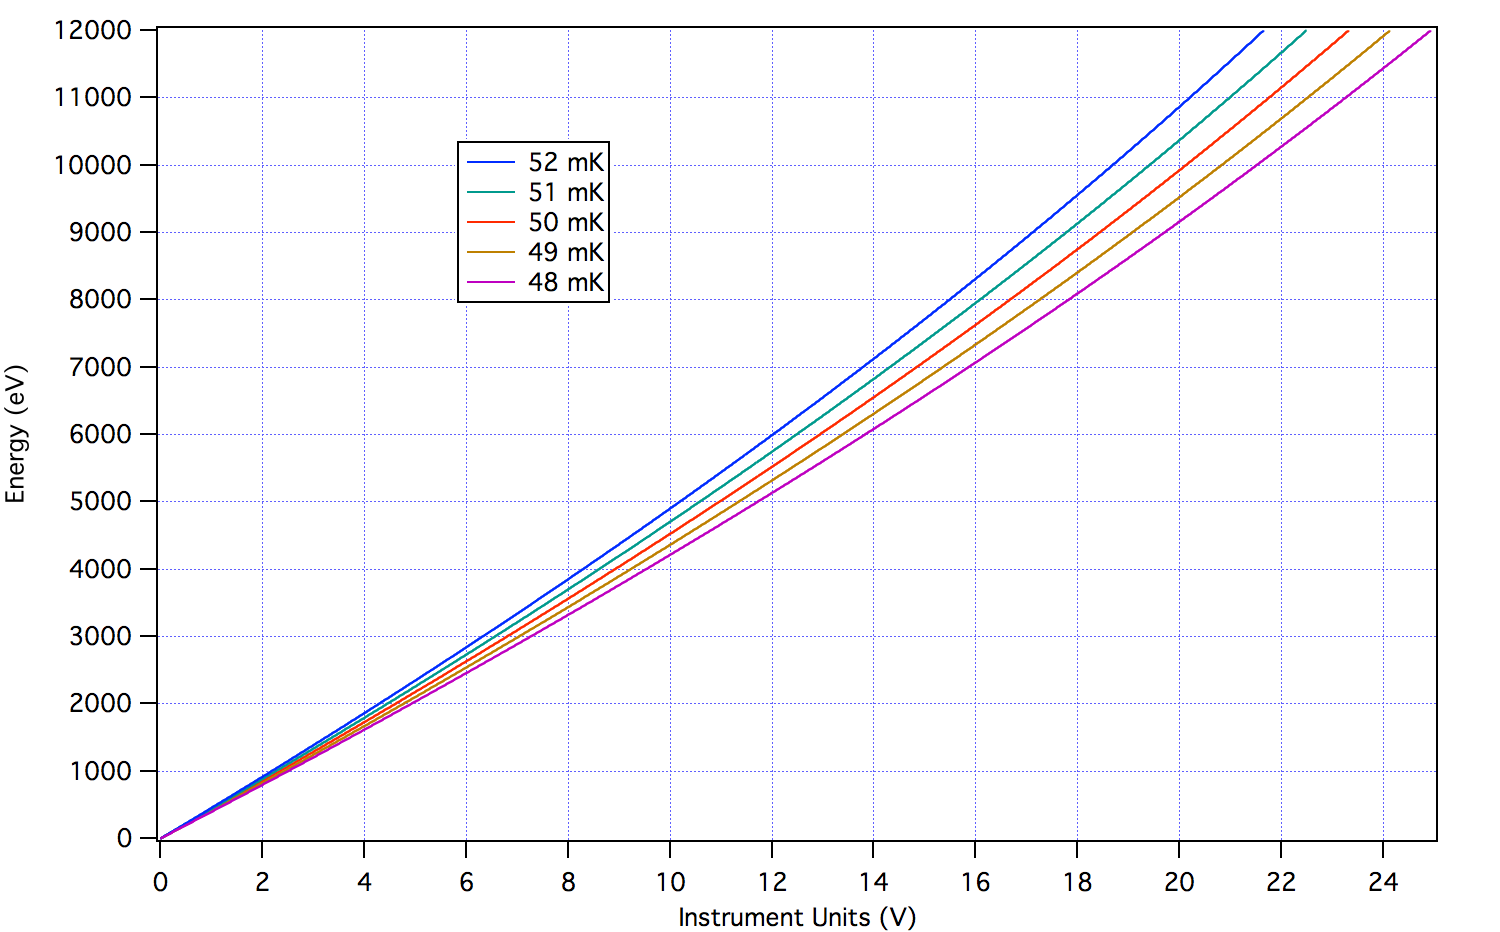 12000
11000
10000
9000
8000
7000
6000
5000
4000
3000
2000
1000
0
Energy (eV)
52 mK
51 mK
50 mK
49 mK
48 mK
0 2 4 6 8 10 12 14 16 18 20 22 24
Instrument Units (V)